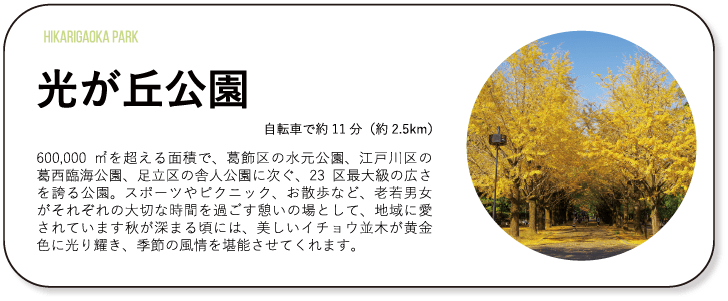 HIKARIGAOKA PARK
光が丘公園
自転車で約 11 分（約 2.5km）
600,000 ㎡を超える面積で、葛飾区の水元公園、江戸川区の
葛西臨海公園、足立区の舎人公園に次ぐ、23 区最大級の広さ
を誇る公園。スポーツやピクニック、お散歩など、老若男女
がそれぞれの大切な時間を過ごす憩いの場として、地域に愛
されています秋が深まる頃には、美しいイチョウ並木が黄金
色に光り輝き、季節の風情を堪能させてくれます。